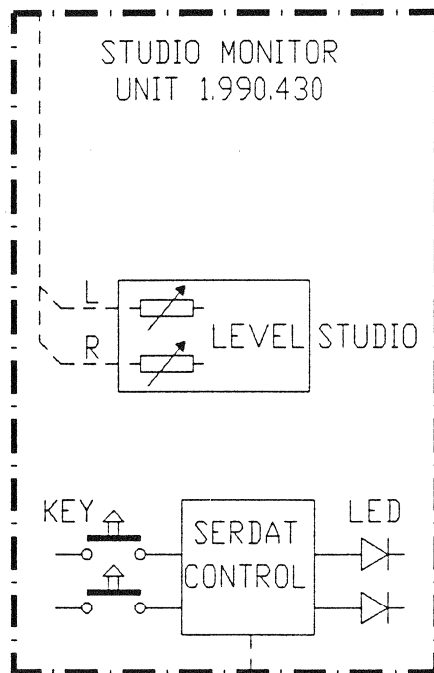 STUDIO MONITOR
UNIT 1.990.430
L
R
LEVEL STUDIO
KEY
SERDAT
CONTROL
LED